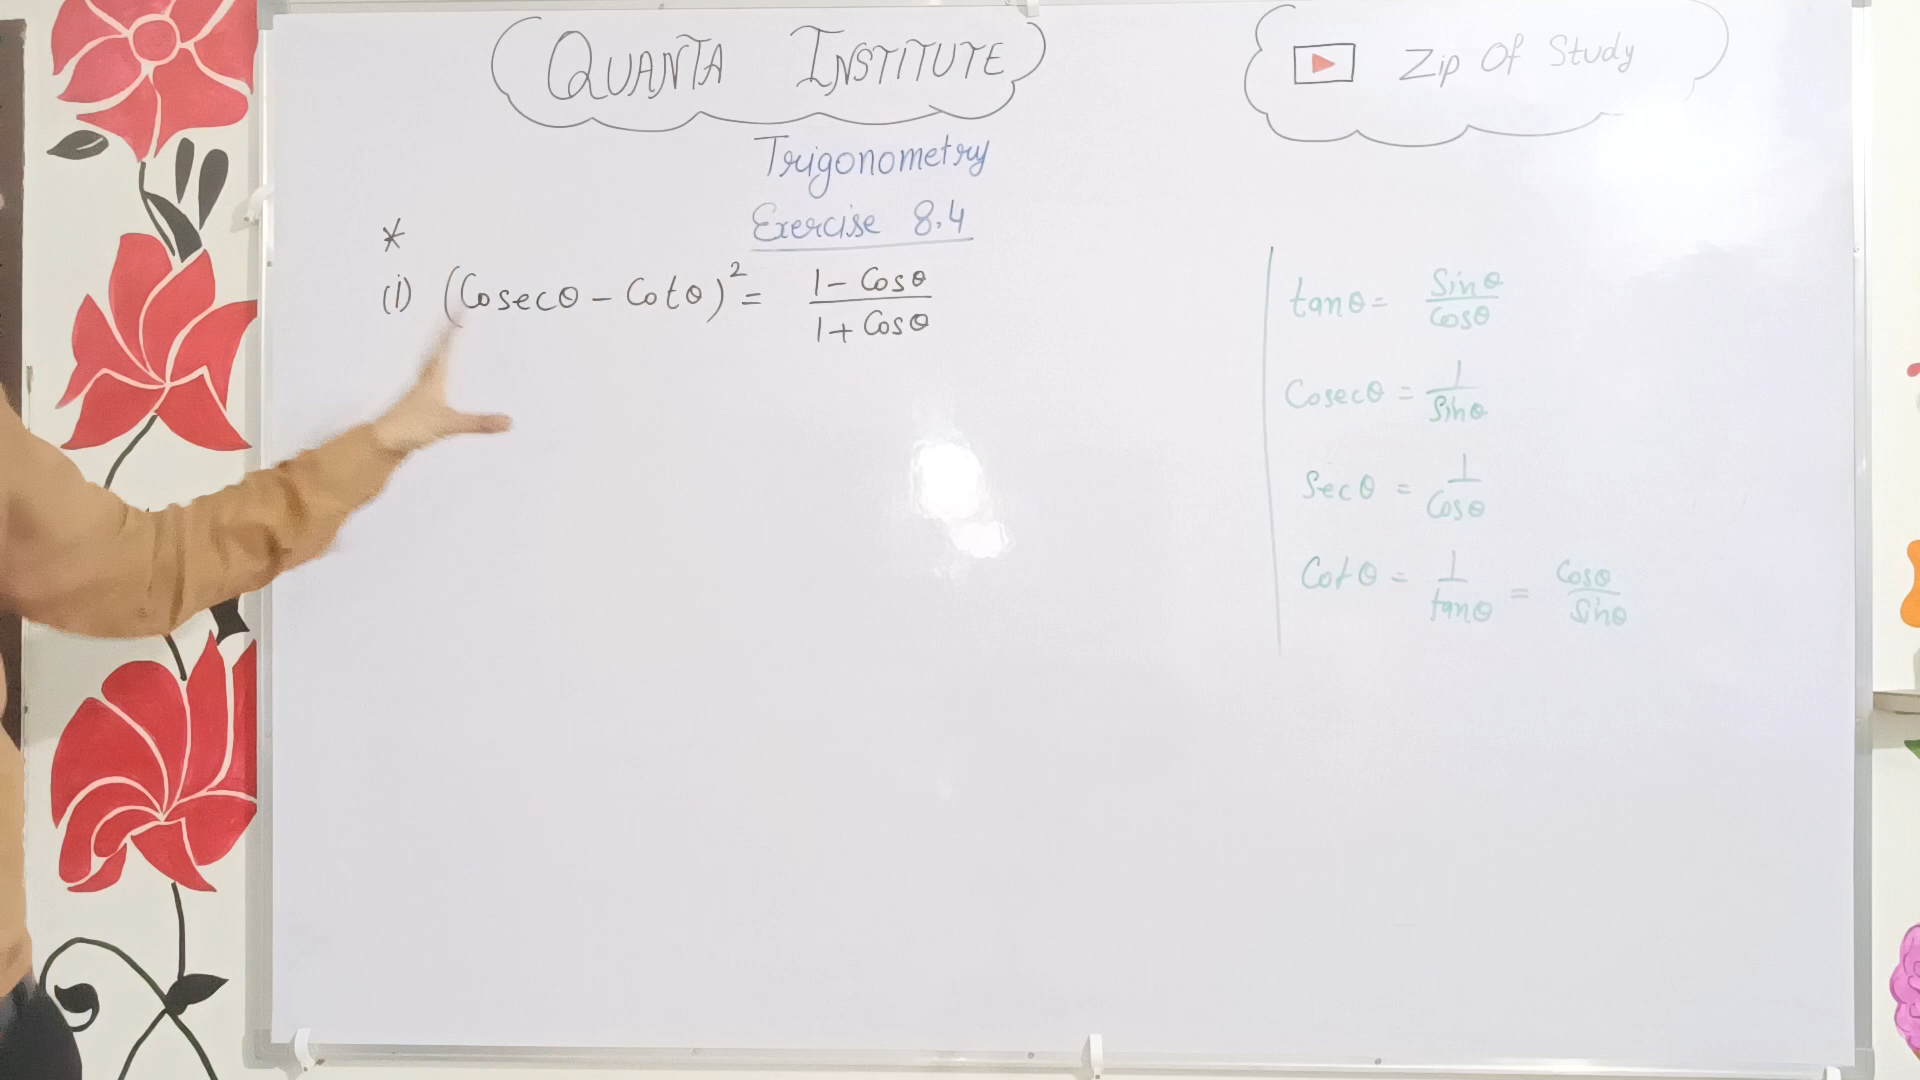 QUANTA INSTITUTE
Zip Of Study
Trigonometry
Exercise 8.4
*
(i) (Cosecθ - Cotθ)² = (1 - Cosθ)/(1 + Cosθ)
tanθ = Sinθ/Cosθ
Cosecθ = 1/Sinθ
Secθ = 1/Cosθ
Cotθ = 1/tanθ = Cosθ/Sinθ